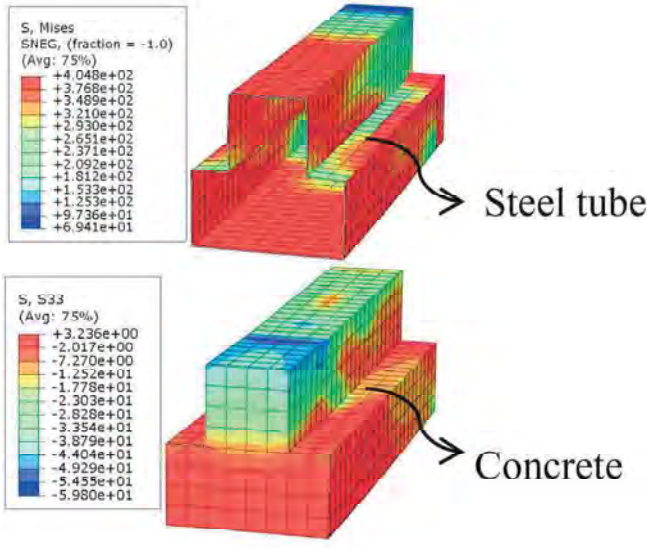 S, Mises
SNEG, (fraction = -1.0)
(Avg: 75%)
+4.048e+02
+3.768e+02
+3.489e+02
+3.210e+02
+2.930e+02
+2.651e+02
+2.371e+02
+2.092e+02
+1.812e+02
+1.533e+02
+1.253e+02
+9.736e+01
+6.941e+01
Steel tube
S, S33
(Avg: 75%)
+3.236e+00
-2.017e+00
-7.270e+00
-1.252e+01
-1.778e+01
-2.303e+01
-2.828e+01
-3.354e+01
-3.879e+01
-4.404e+01
-4.929e+01
-5.455e+01
-5.980e+01
Concrete